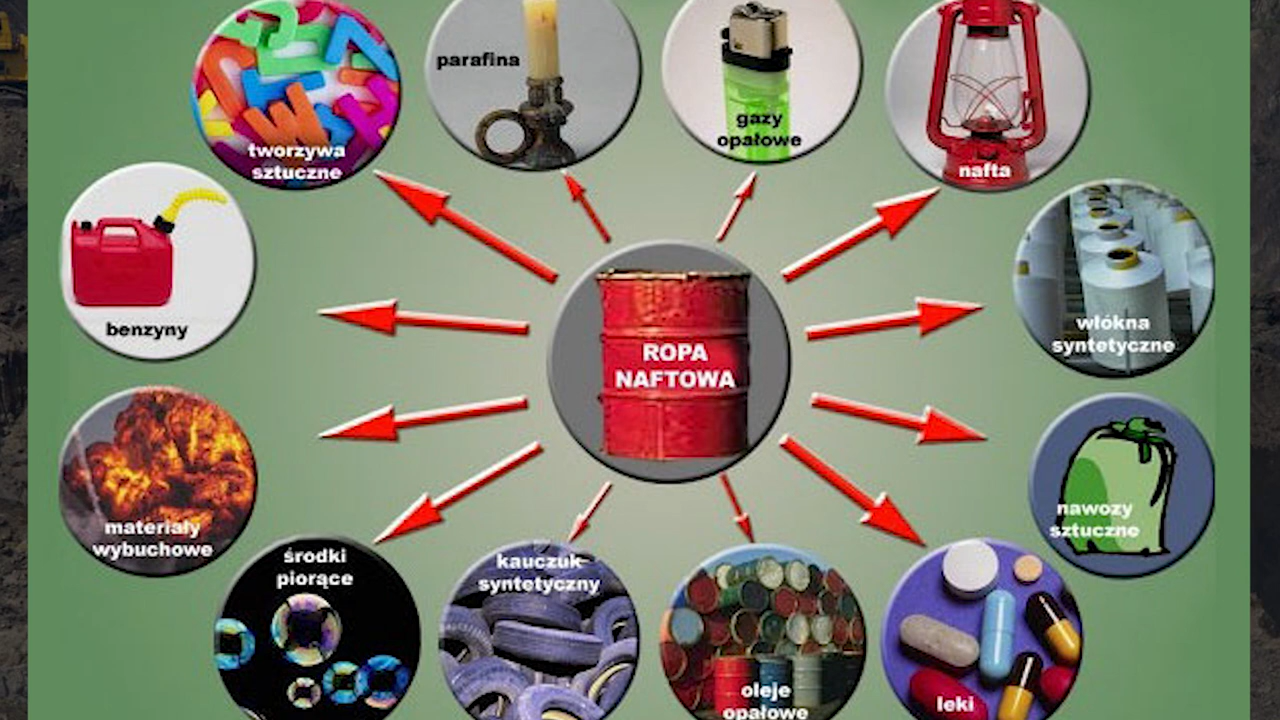 parafina
gazy
opałowe
tworzywa
sztuczne
nafta
benzyny
włókna
syntetyczne
ROPA
NAFTOWA
materiały
wybuchowe
nawozy
sztuczne
środki
piorące
kauczuk
syntetyczny
oleje
opałowe
leki